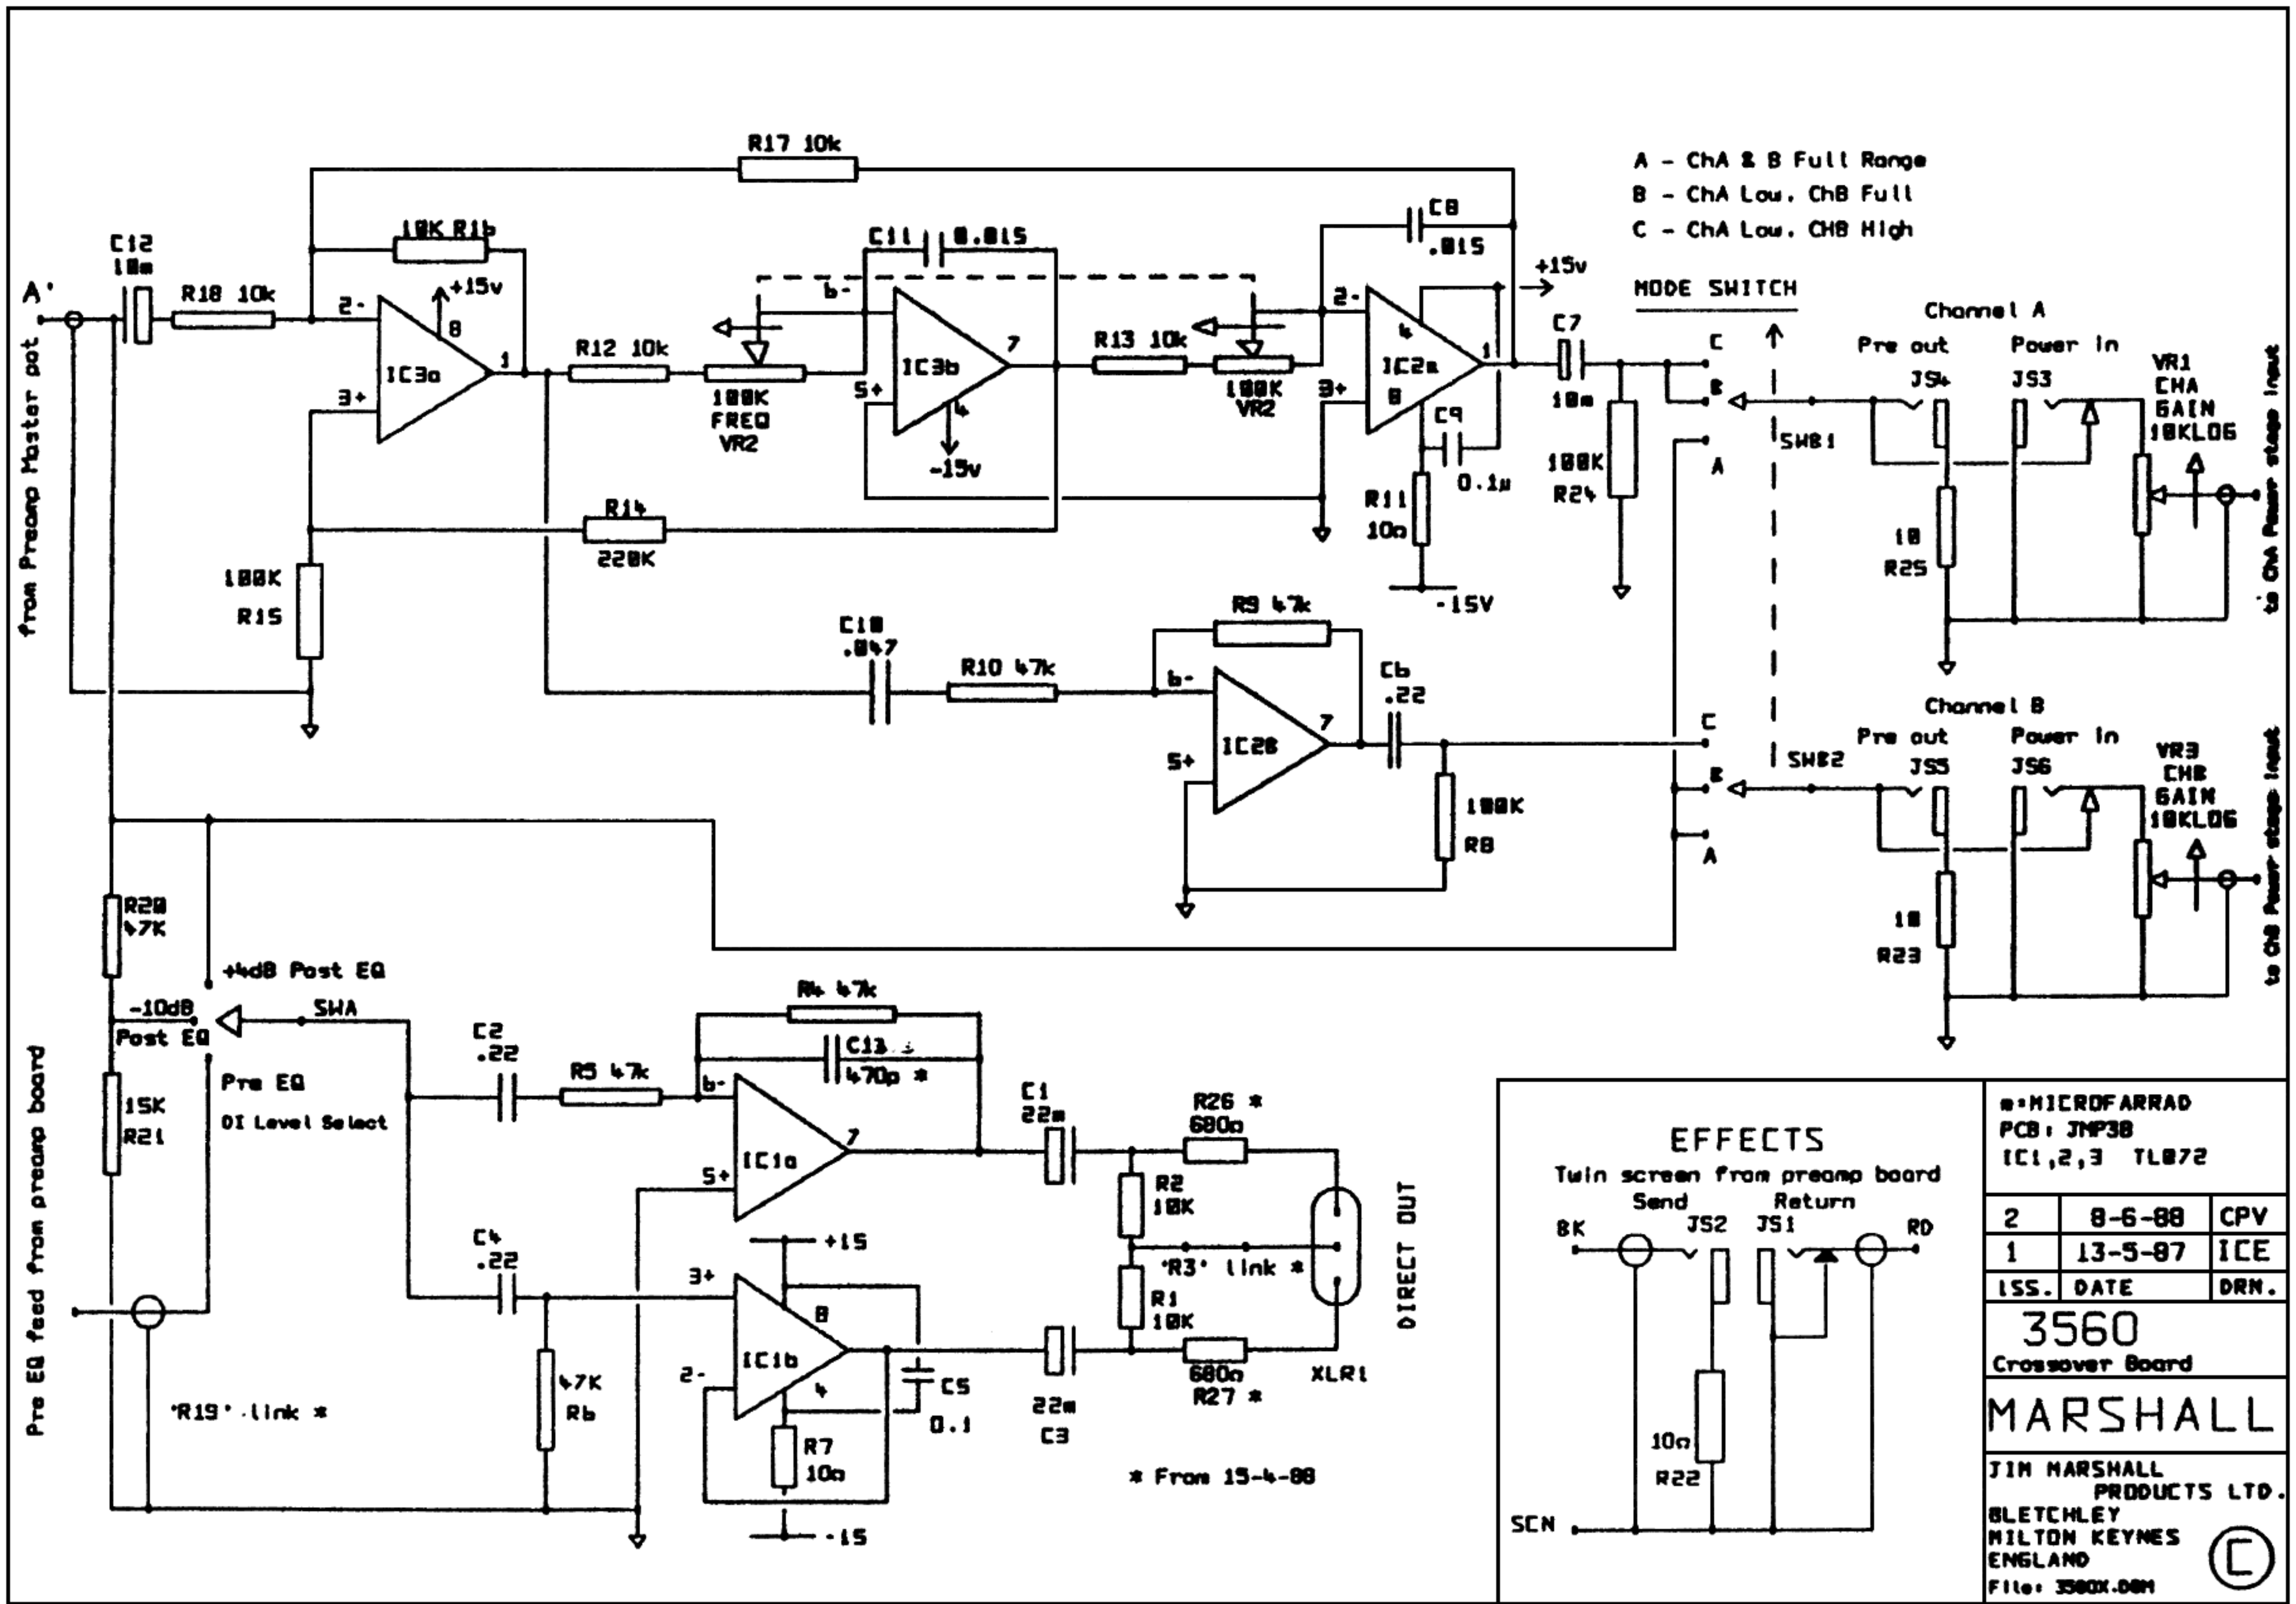 R17 10k
A - ChA & B Full Range
B - ChA Low. ChB Full
C - ChA Low. CHB High
10K R16
C8
.015
C12
10m
C11 0.015
+15v
+15v
MODE SWITCH
A'
R18 10k
2-
8
6-
2-
4
Channel A
C7
C
Pre out
Power in
VR1
CHA
GAIN
10KLOG
IC3a
1
R12 10k
IC3b
7
R13 10k
IC2a
1
JS4
JS3
3+
100K
FREQ
VR2
5+
4
100K
VR2
3+
8
C9
10m
B
-15v
0.1µ
SWB1
A
100K
R24
from Preamp Master pot
R14
220K
R11
10Ω
10
R25
to ChA Power stage input
100K
R15
-15V
R9 47k
C10
.047
R10 47k
6-
C6
.22
Channel B
IC2B
7
C
Pre out
Power in
VR3
CHB
GAIN
10KLOG
5+
B
SWB2
JS5
JS6
100K
R8
A
10
R23
to ChB Power stage input
R20
47K
+4dB Post EQ
-10dB
Post EQ
SWA
R4 47k
C2
.22
C13
470p *
R5 47k
6-
C1
22m
R26 *
680Ω
Pre EQ
DI Level Select
15K
R21
IC1a
7
5+
R2
10K
DIRECT OUT
Pre EQ feed from preamp board
C4
.22
+15
'R3' link *
3+
8
R1
10K
IC1b
2-
4
C5
0.1
680Ω
R27 *
XLR1
'R19' link *
47K
R6
22m
C3
R7
10Ω
* From 15-4-88
-15
EFFECTS
Twin screen from preamp board
Send
Return
BK
JS2
JS1
RD
10Ω
R22
SCN
m=MICROFARRAD
PCB: JMP38
IC1,2,3 TL072
2 8-6-88 CPV
1 13-5-87 ICE
ISS. DATE DRN.
3560
Crossover Board
MARSHALL
JIM MARSHALL
PRODUCTS LTD.
BLETCHLEY
MILTON KEYNES
ENGLAND
C
File: 3560X.DGM